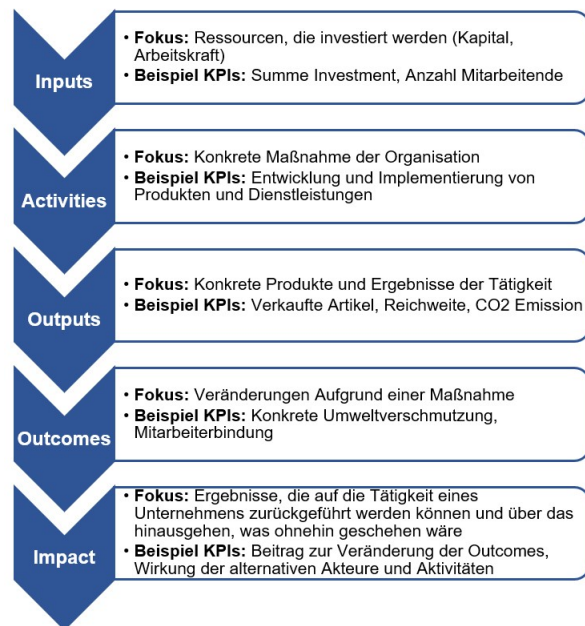 Inputs
• Fokus: Ressourcen, die investiert werden (Kapital,
Arbeitskraft)
• Beispiel KPIs: Summe Investment, Anzahl Mitarbeitende
Activities
• Fokus: Konkrete Maßnahme der Organisation
• Beispiel KPIs: Entwicklung und Implementierung von
Produkten und Dienstleistungen
Outputs
• Fokus: Konkrete Produkte und Ergebnisse der Tätigkeit
• Beispiel KPIs: Verkaufte Artikel, Reichweite, CO2 Emission
Outcomes
• Fokus: Veränderungen Aufgrund einer Maßnahme
• Beispiel KPIs: Konkrete Umweltverschmutzung,
Mitarbeiterbindung
Impact
• Fokus: Ergebnisse, die auf die Tätigkeit eines
Unternehmens zurückgeführt werden können und über das
hinausgehen, was ohnehin geschehen wäre
• Beispiel KPIs: Beitrag zur Veränderung der Outcomes,
Wirkung der alternativen Akteure und Aktivitäten